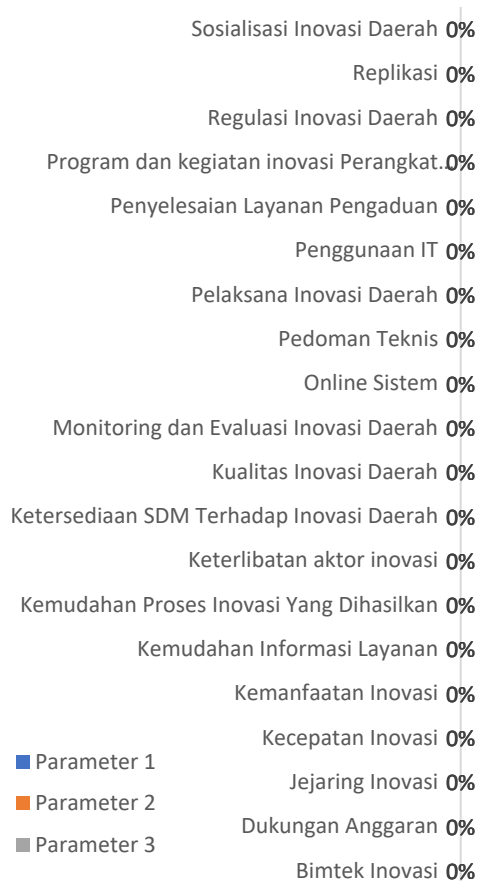 Sosialisasi Inovasi Daerah 0%
Replikasi 0%
Regulasi Inovasi Daerah 0%
Program dan kegiatan inovasi Perangkat.. 0%
Penyelesaian Layanan Pengaduan 0%
Penggunaan IT 0%
Pelaksana Inovasi Daerah 0%
Pedoman Teknis 0%
Online Sistem 0%
Monitoring dan Evaluasi Inovasi Daerah 0%
Kualitas Inovasi Daerah 0%
Ketersediaan SDM Terhadap Inovasi Daerah 0%
Keterlibatan aktor inovasi 0%
Kemudahan Proses Inovasi Yang Dihasilkan 0%
Kemudahan Informasi Layanan 0%
Kemanfaatan Inovasi 0%
Kecepatan Inovasi 0%
Jejaring Inovasi 0%
Dukungan Anggaran 0%
Bimtek Inovasi 0%
Parameter 1
Parameter 2
Parameter 3